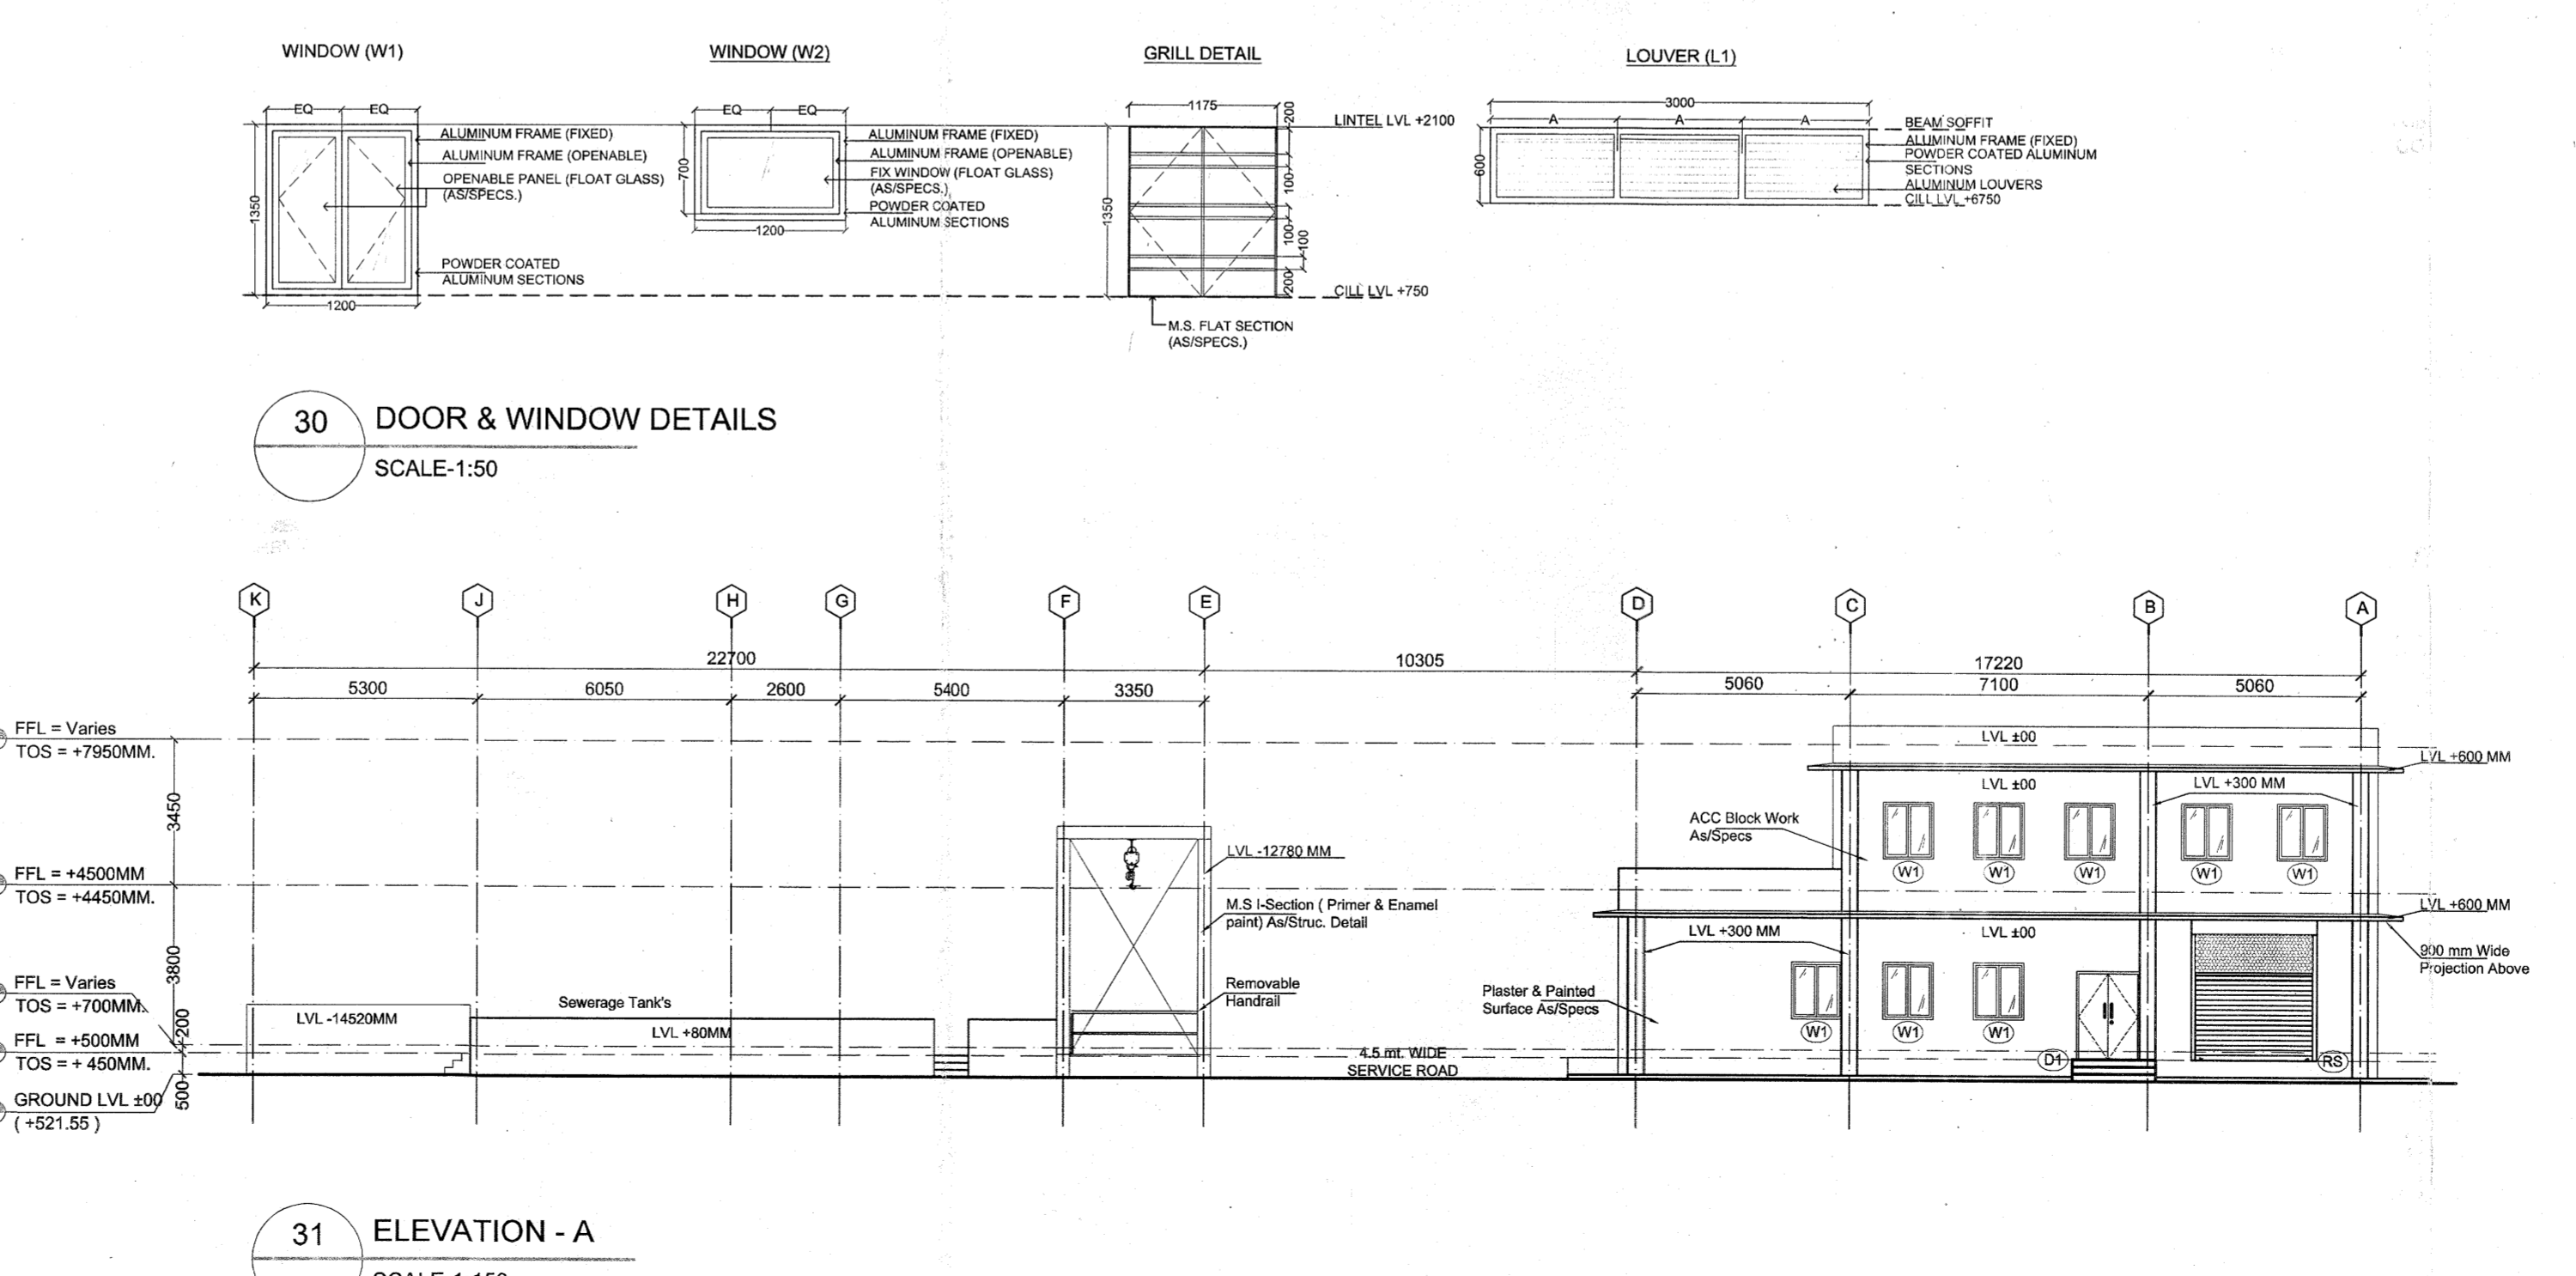 WINDOW (W1)
WINDOW (W2)
GRILL DETAIL
LOUVER (L1)
EQ
EQ
1350
1200
ALUMINUM FRAME (FIXED)
ALUMINUM FRAME (OPENABLE)
OPENABLE PANEL (FLOAT GLASS)
(AS/SPECS.)
POWDER COATED
ALUMINUM SECTIONS
EQ
EQ
700
1200
ALUMINUM FRAME (FIXED)
ALUMINUM FRAME (OPENABLE)
FIX WINDOW (FLOAT GLASS)
(AS/SPECS.)
POWDER COATED
ALUMINUM SECTIONS
1175
1350
200
100
100
100
200
LINTEL LVL +2100
CILL LVL +750
M.S. FLAT SECTION
(AS/SPECS.)
3000
A
A
A
600
BEAM SOFFIT
ALUMINUM FRAME (FIXED)
POWDER COATED ALUMINUM
SECTIONS
ALUMINUM LOUVERS
CILL LVL +6750
30
DOOR & WINDOW DETAILS
SCALE-1:50
K
J
H
G
F
E
D
C
B
A
22700
10305
17220
5300
6050
2600
5400
3350
5060
7100
5060
FFL = Varies
TOS = +7950MM.
3450
FFL = +4500MM
TOS = +4450MM.
3800
FFL = Varies
TOS = +700MM.
200
FFL = +500MM
TOS = + 450MM.
500
GROUND LVL ±00
( +521.55 )
LVL -14520MM
Sewerage Tank's
LVL +80MM
LVL -12780 MM
M.S I-Section ( Primer & Enamel
paint) As/Struc. Detail
Removable
Handrail
4.5 mt. WIDE
SERVICE ROAD
Plaster & Painted
Surface As/Specs
ACC Block Work
As/Specs
LVL ±00
LVL +600 MM
LVL ±00
LVL +300 MM
W1
W1
W1
W1
W1
LVL +600 MM
LVL +300 MM
LVL ±00
900 mm Wide
Projection Above
W1
W1
W1
D1
RS
31
ELEVATION - A